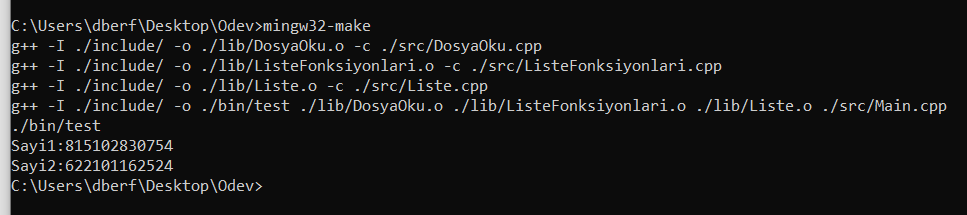 C:\Users\dberf\Desktop\Odev>mingw32-make
g++ -I ./include/ -o ./lib/DosyaOku.o -c ./src/DosyaOku.cpp
g++ -I ./include/ -o ./lib/ListeFonksiyonlari.o -c ./src/ListeFonksiyonlari.cpp
g++ -I ./include/ -o ./lib/Liste.o -c ./src/Liste.cpp
g++ -I ./include/ -o ./bin/test ./lib/DosyaOku.o ./lib/ListeFonksiyonlari.o ./lib/Liste.o ./src/Main.cpp
./bin/test
Sayi1:815102830754
Sayi2:622101162524
C:\Users\dberf\Desktop\Odev>